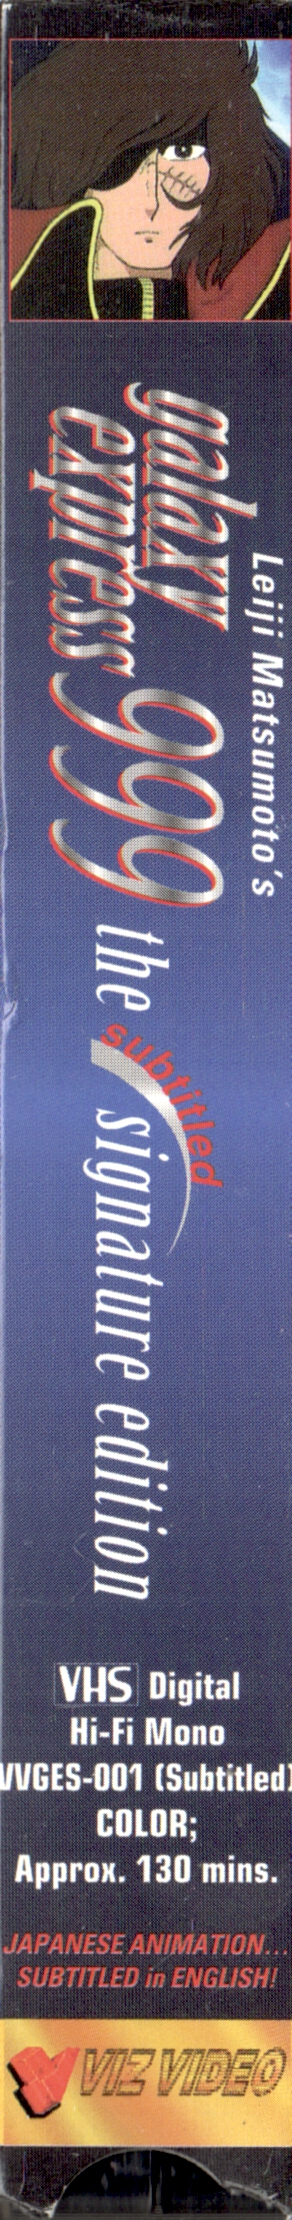 Leiji Matsumoto's
galaxy
express 999
the subtitled signature edition
VHS Digital
Hi-Fi Mono
VVGES-001 (Subtitled)
COLOR;
Approx. 130 mins.
JAPANESE ANIMATION...
SUBTITLED in ENGLISH!
VIZ VIDEO